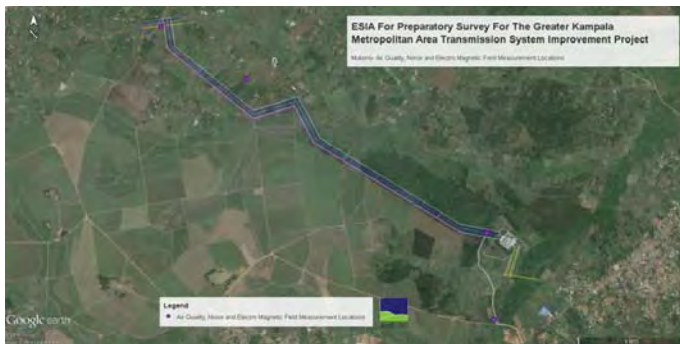 ESIA For Preparatory Survey For The Greater Kampala
Metropolitan Area Transmission System Improvement Project
Mukono Air Quality, Noise and Electro Magnetic Field Measurement Locations
Legend
Air Quality, Noise and Electro Magnetic Field Measurement Locations
Google earth